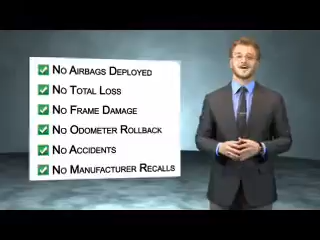 No Airbags Deployed
No Total Loss
No Frame Damage
No Odometer Rollback
No Accidents
No Manufacturer Recalls